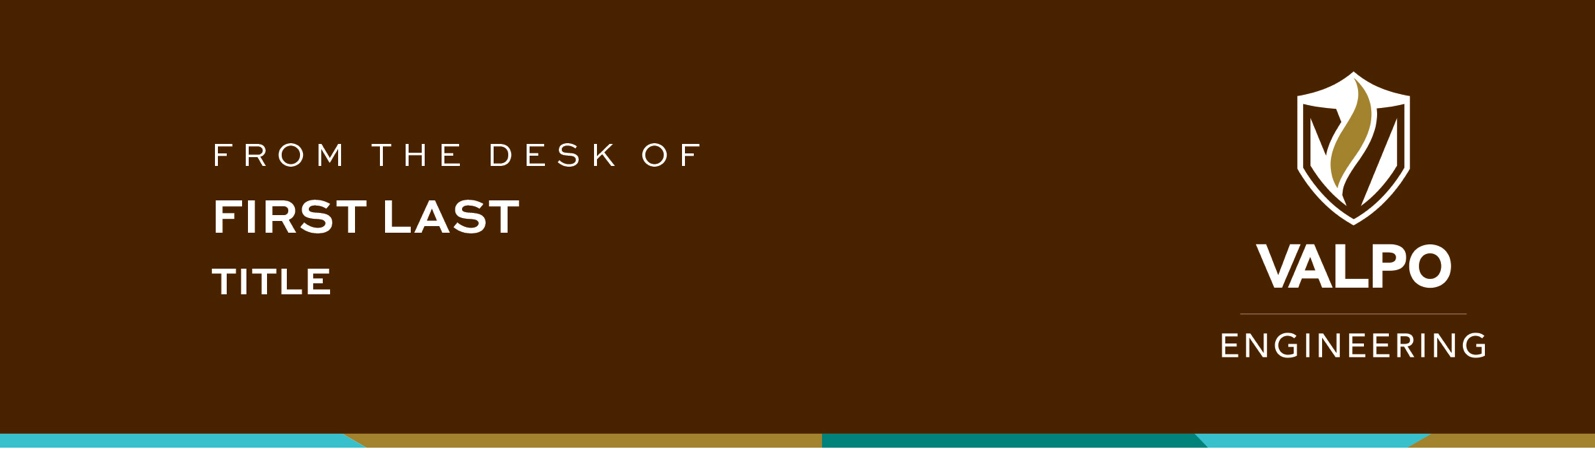 FROM THE DESK OF
FIRST LAST
TITLE
VALPO
ENGINEERING